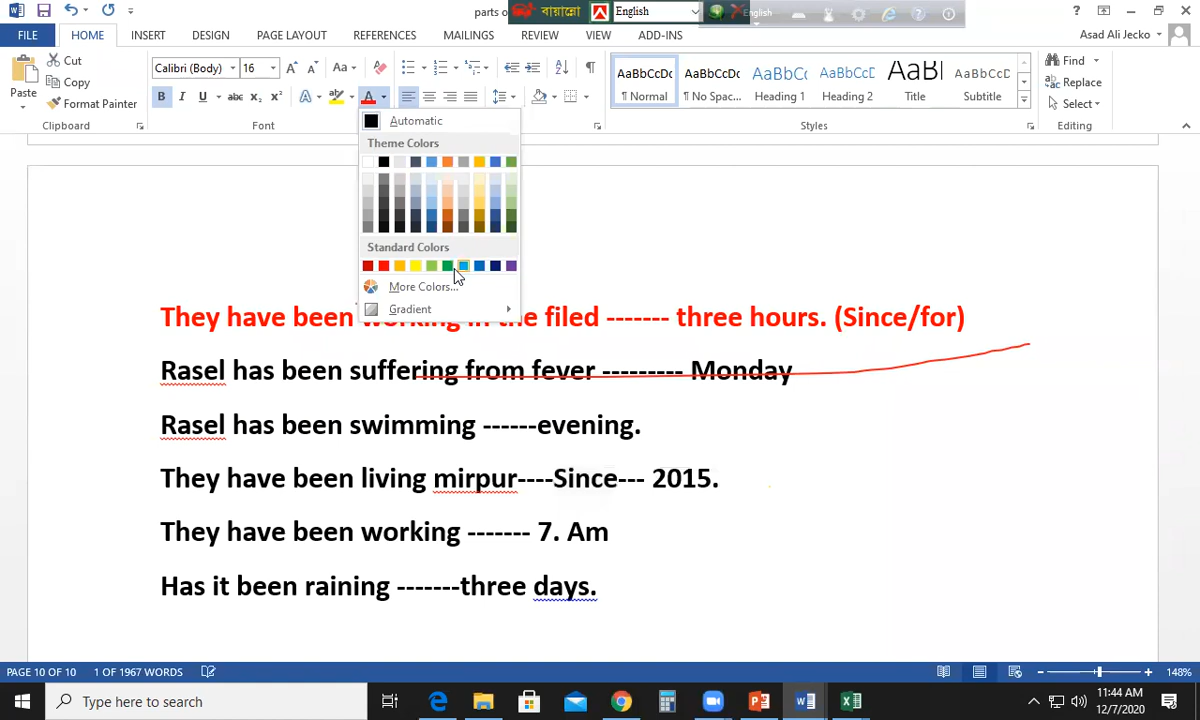 parts o
বায়ান্নো
English
English
Asad Ali Jecko
FILE HOME INSERT DESIGN PAGE LAYOUT REFERENCES MAILINGS REVIEW VIEW ADD-INS
Paste
Cut
Copy
Format Painter
Calibri (Body) 16
Find
Replace
Select
AaBbCcDc AaBbCcDc AaBbCc AaBbCcC AaBl AaBbCcD
¶ Normal ¶ No Spac... Heading 1 Heading 2 Title Subtitle
Clipboard Font Styles Editing
Automatic
Theme Colors
Standard Colors
More Colors...
Gradient
They have been working in the filed ------- three hours. (Since/for)
Rasel has been suffering from fever --------- Monday
Rasel has been swimming ------evening.
They have been living mirpur----Since--- 2015.
They have been working ------- 7. Am
Has it been raining -------three days.
PAGE 10 OF 10 1 OF 1967 WORDS 148%
Type here to search
11:44 AM
12/7/2020